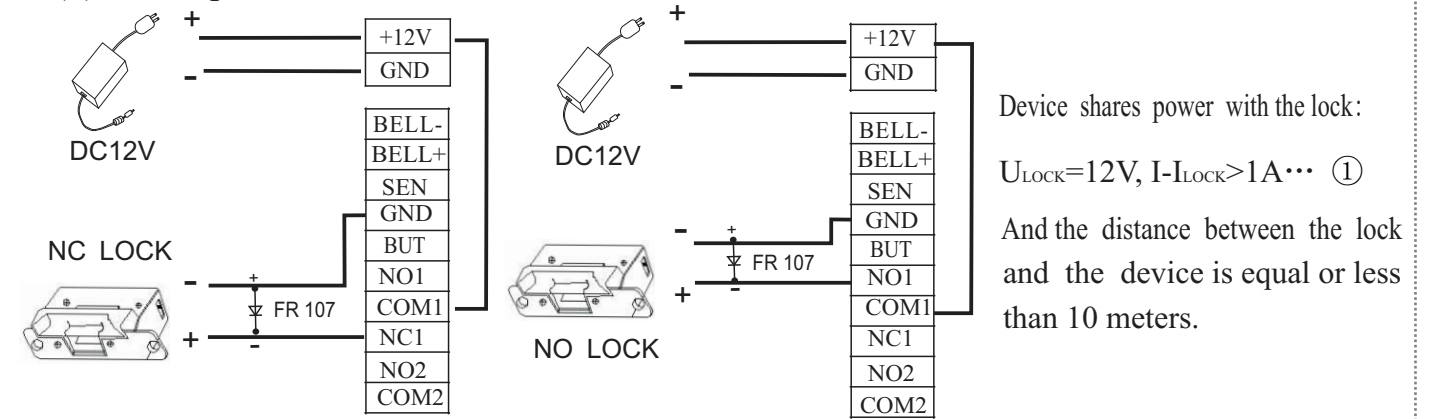 +
-
DC12V
+12V
GND
BELL-
BELL+
SEN
GND
BUT
NO1
COM1
NC1
NO2
COM2
NC LOCK
-
+
+
FR 107
-
+
-
DC12V
+12V
GND
BELL-
BELL+
SEN
GND
BUT
NO1
COM1
NC1
NO2
COM2
-
+
+
FR 107
-
NO LOCK
Device shares power with the lock:
ULOCK=12V, I-ILOCK>1A··· ①
And the distance between the lock
and the device is equal or less
than 10 meters.